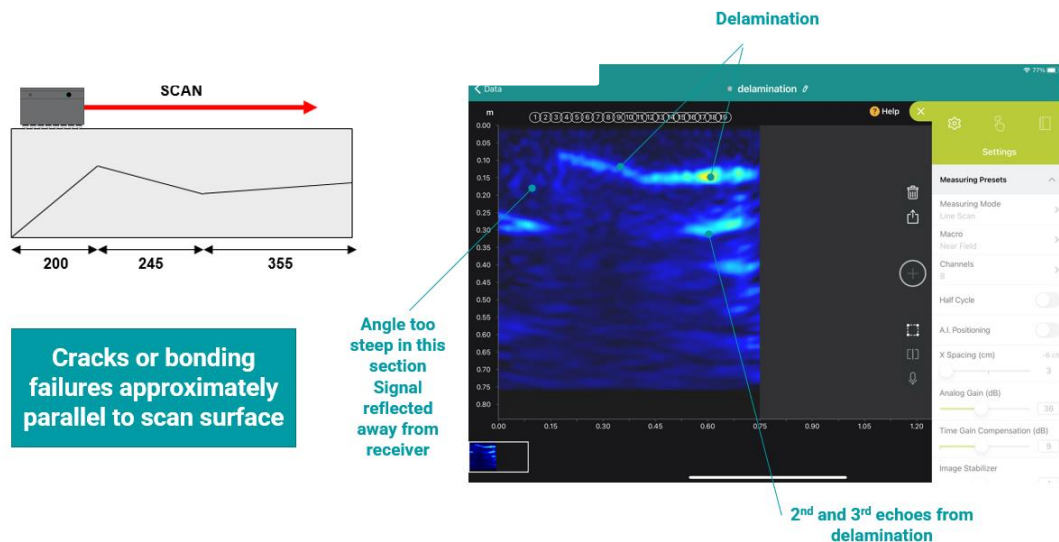 Delamination
SCAN
200
245
355
Cracks or bonding
failures approximately
parallel to scan surface
Angle too
steep in this
section
Signal
reflected
away from
receiver
77%
Data
delamination
Help
m
1 2 3 4 5 6 7 8 9 10 11 12 13 14 15 16 17 18 19
0.00
0.10
0.15
0.20
0.25
0.30
0.35
0.40
0.45
0.50
0.55
0.60
0.65
0.70
0.75
0.80
0.00
0.15
0.30
0.45
0.60
0.75
0.90
1.05
1.20
Settings
Measuring Presets
Measuring Mode
Line Scan
Macro
Near Field
Channels
8
Half Cycle
A.I. Positioning
X Spacing (cm)
3
Analog Gain (dB)
Time Gain Compensation (dB)
9
Image Stabilizer
2nd and 3rd echoes from
delamination